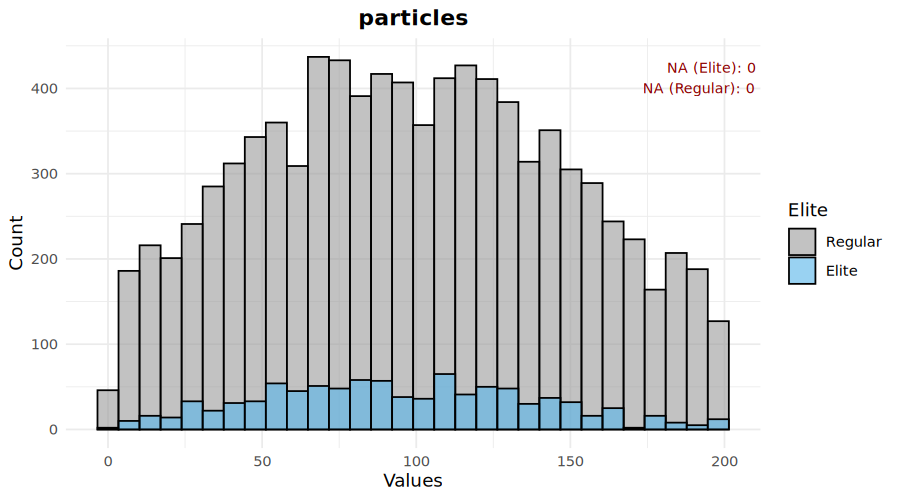 particles
NA (Elite): 0
NA (Regular): 0
400
300
200
100
0
Count
0 50 100 150 200
Values
Elite
Regular
Elite